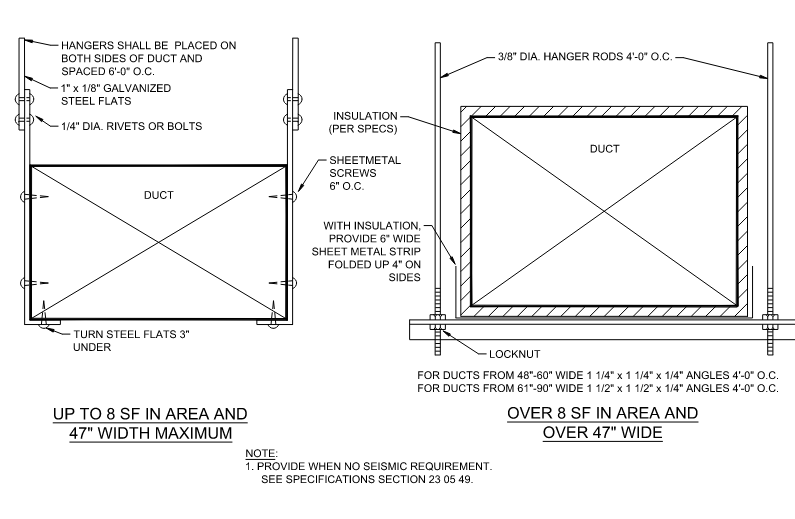 HANGERS SHALL BE PLACED ON
BOTH SIDES OF DUCT AND
SPACED 6'-0" O.C.
1" x 1/8" GALVANIZED
STEEL FLATS
1/4" DIA. RIVETS OR BOLTS
DUCT
SHEETMETAL
SCREWS
6" O.C.
TURN STEEL FLATS 3"
UNDER
UP TO 8 SF IN AREA AND
47" WIDTH MAXIMUM
3/8" DIA. HANGER RODS 4'-0" O.C.
INSULATION
(PER SPECS)
DUCT
WITH INSULATION,
PROVIDE 6" WIDE
SHEET METAL STRIP
FOLDED UP 4" ON
SIDES
LOCKNUT
FOR DUCTS FROM 48"-60" WIDE 1 1/4" x 1 1/4" x 1/4" ANGLES 4'-0" O.C.
FOR DUCTS FROM 61"-90" WIDE 1 1/2" x 1 1/2" x 1/4" ANGLES 4'-0" O.C.
OVER 8 SF IN AREA AND
OVER 47" WIDE
NOTE:
1. PROVIDE WHEN NO SEISMIC REQUIREMENT.
SEE SPECIFICATIONS SECTION 23 05 49.